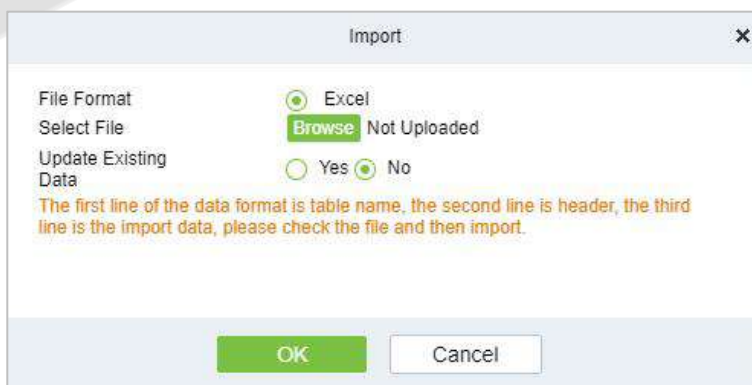 Import
File Format Excel
Select File Browse Not Uploaded
Update Existing
Data Yes No
The first line of the data format is table name, the second line is header, the third
line is the import data, please check the file and then import.
OK Cancel